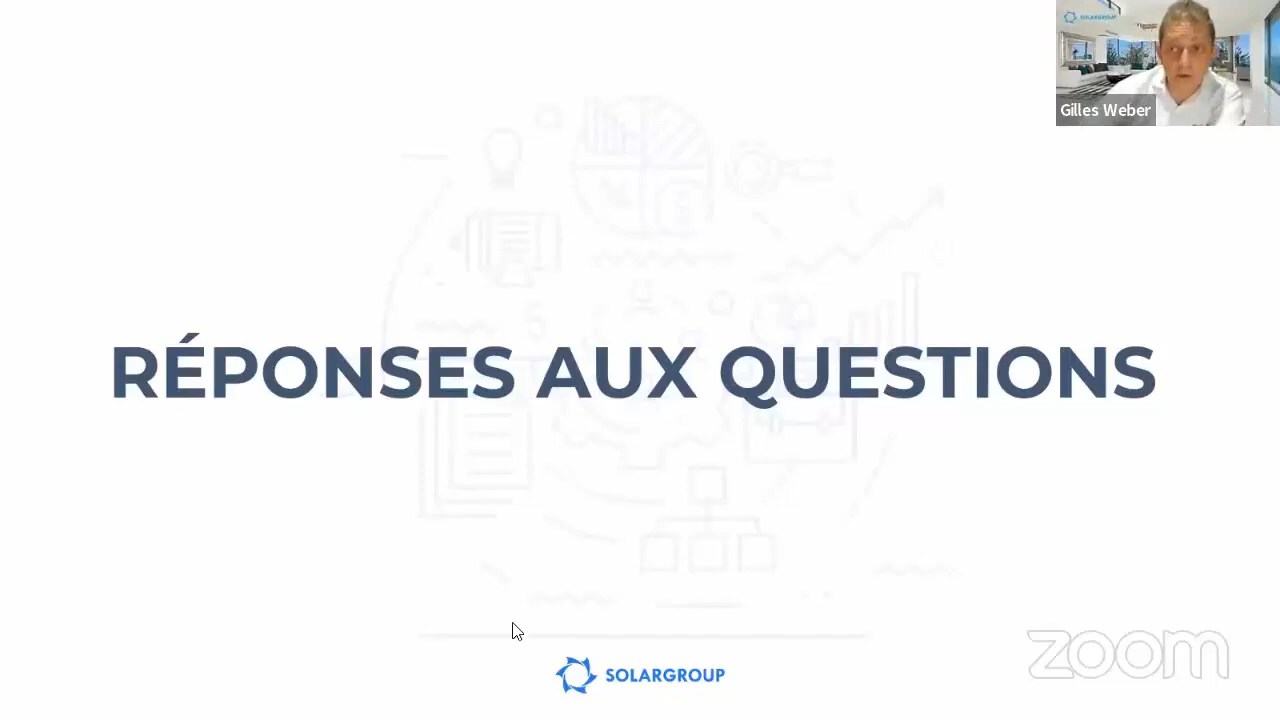 SOLARGROUP
Gilles Weber
RÉPONSES AUX QUESTIONS
SOLARGROUP
zoom